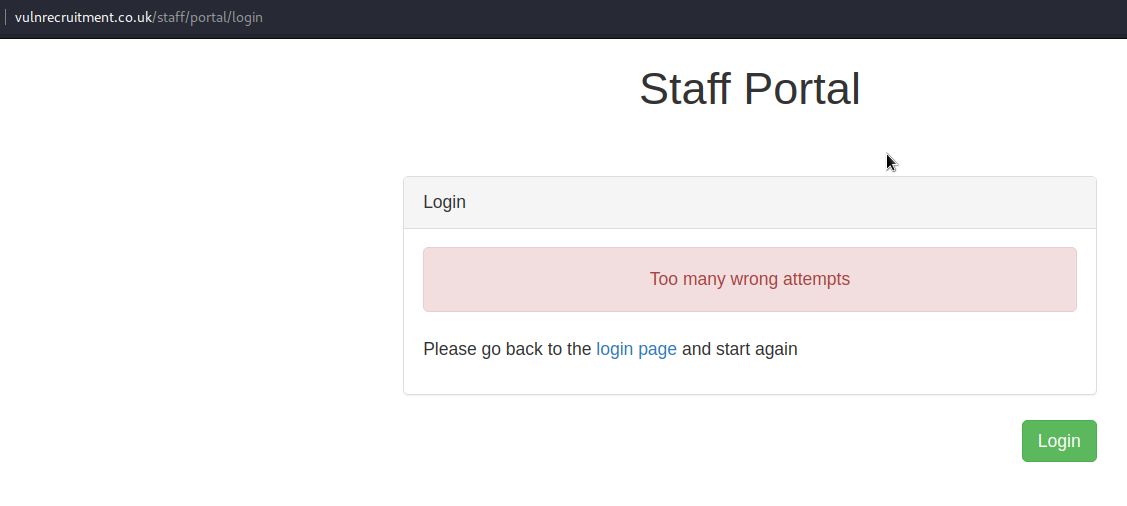 vulnrecruitment.co.uk/staff/portal/login
Staff Portal
Login
Too many wrong attempts
Please go back to the login page and start again
Login